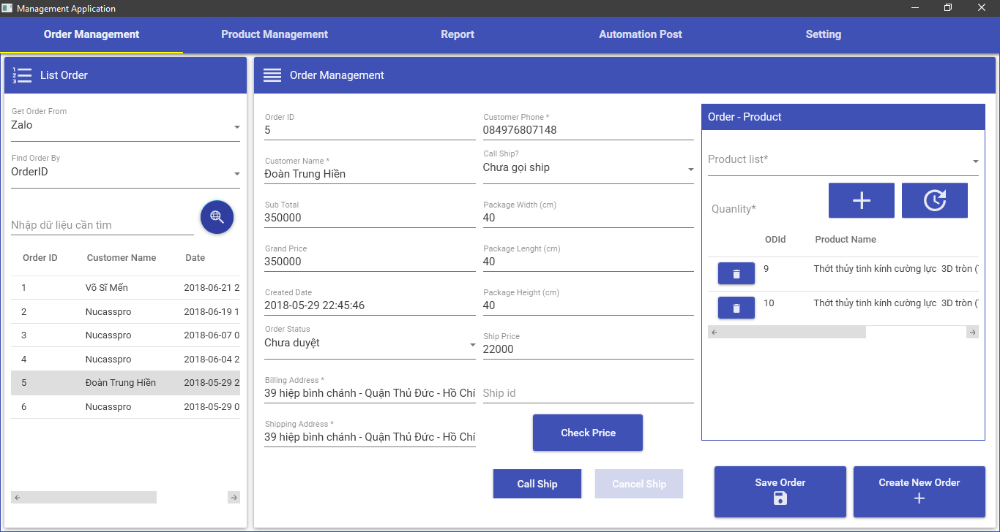 Management Application
Order Management
Product Management
Report
Automation Post
Setting
List Order
Get Order From
Zalo
Find Order By
OrderID
Nhập dữ liệu cần tìm
Order ID Customer Name Date
1 Võ Sĩ Mến 2018-06-21 2
2 Nucasspro 2018-06-19 1
3 Nucasspro 2018-06-07 0
4 Nucasspro 2018-06-04 2
5 Đoàn Trung Hiền 2018-05-29 2
6 Nucasspro 2018-05-29 0
Order Management
Order ID
5
Customer Name *
Đoàn Trung Hiền
Sub Total
350000
Grand Price
350000
Created Date
2018-05-29 22:45:46
Order Status
Chưa duyệt
Billing Address *
39 hiệp bình chánh - Quận Thủ Đức - Hồ Chí
Shipping Address *
39 hiệp bình chánh - Quận Thủ Đức - Hồ Chí
Customer Phone *
084976807148
Call Ship?
Chưa gọi ship
Package Width (cm)
40
Package Lenght (cm)
40
Package Height (cm)
40
Ship Price
22000
Ship id
Check Price
Call Ship
Cancel Ship
Order - Product
Product list*
Quanlity*
ODId Product Name
9 Thớt thủy tinh kính cường lực 3D tròn (
10 Thớt thủy tinh kính cường lực 3D tròn (
Save Order
Create New Order